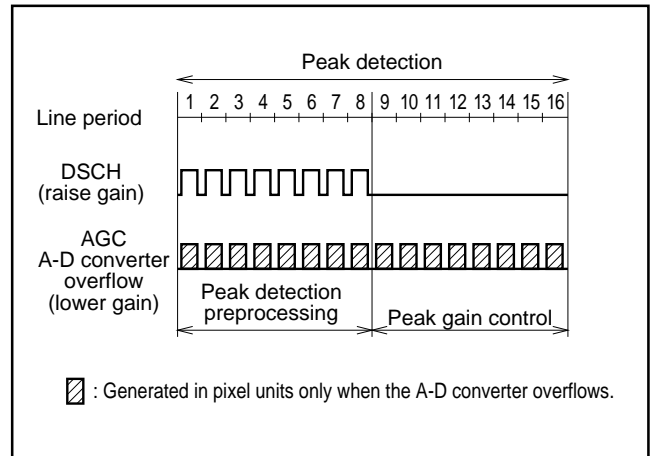 Peak detection
Line period
1 2 3 4 5 6 7 8 9 10 11 12 13 14 15 16
DSCH
(raise gain)
AGC
A-D converter
overflow
(lower gain)
Peak detection
preprocessing
Peak gain control
: Generated in pixel units only when the A-D converter overflows.